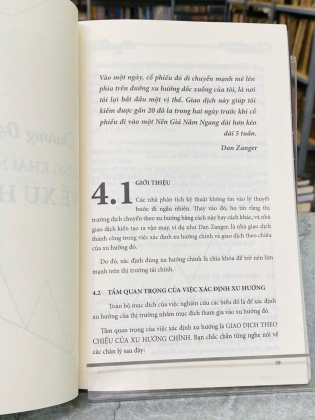 Vào một ngày, cổ phiếu đó di chuyển mạnh mẽ lên
phía trên đường xu hướng dốc xuống của tôi, là nơi
tôi lại bắt đầu một vị thế. Giao dịch này giúp tôi
kiếm được gần 20 đô la trong hai ngày trước khi cổ
phiếu đi vào một Nền Giá Nằm Ngang dài hơn kéo
dài 5 tuần.
Dan Zanger
4.1 GIỚI THIỆU
Các nhà phân tích kỹ thuật không tin vào lý thuyết
bước đi ngẫu nhiên. Thay vào đó, họ tin rằng thị
trường dịch chuyển theo xu hướng bằng cách này hay cách khác, và nhà
giao dịch kiến tạo ra vận may, ví dụ như Dan Zanger, là nhà giao dịch
thành công trong việc xác định xu hướng chính và giao dịch theo chiều
của xu hướng đó.
Do đó, xác định đúng xu hướng là chìa khóa để trở nên lớn
mạnh trên thị trường tài chính.
4.2 TẦM QUAN TRỌNG CỦA VIỆC XÁC ĐỊNH XU HƯỚNG
Toàn bộ mục đích của việc nghiên cứu các biểu đồ là để xác định
xu hướng của thị trường nhằm mục đích tham gia vào xu hướng đó.
Tầm quan trọng của việc xác định xu hướng là GIAO DỊCH THEO
CHIỀU CỦA XU HƯỚNG CHÍNH. Bạn chắc chắn từng nghe nói về
các chân lý sau đây: